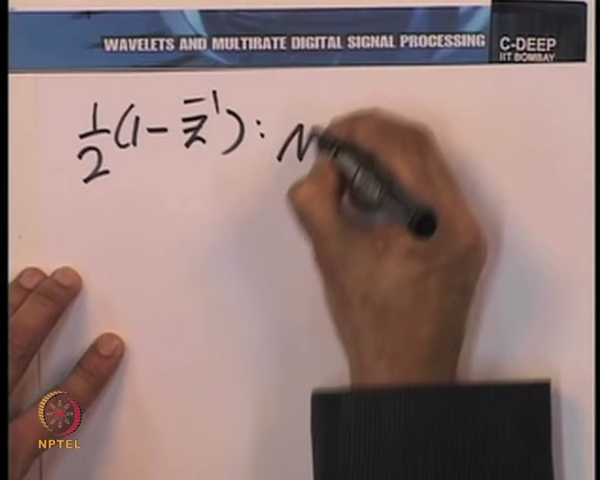 WAVELETS AND MULTIRATE DIGITAL SIGNAL PROCESSING
C-DEEP
IIT BOMBAY
1/2 (1 - z⁻¹) :
NPTEL